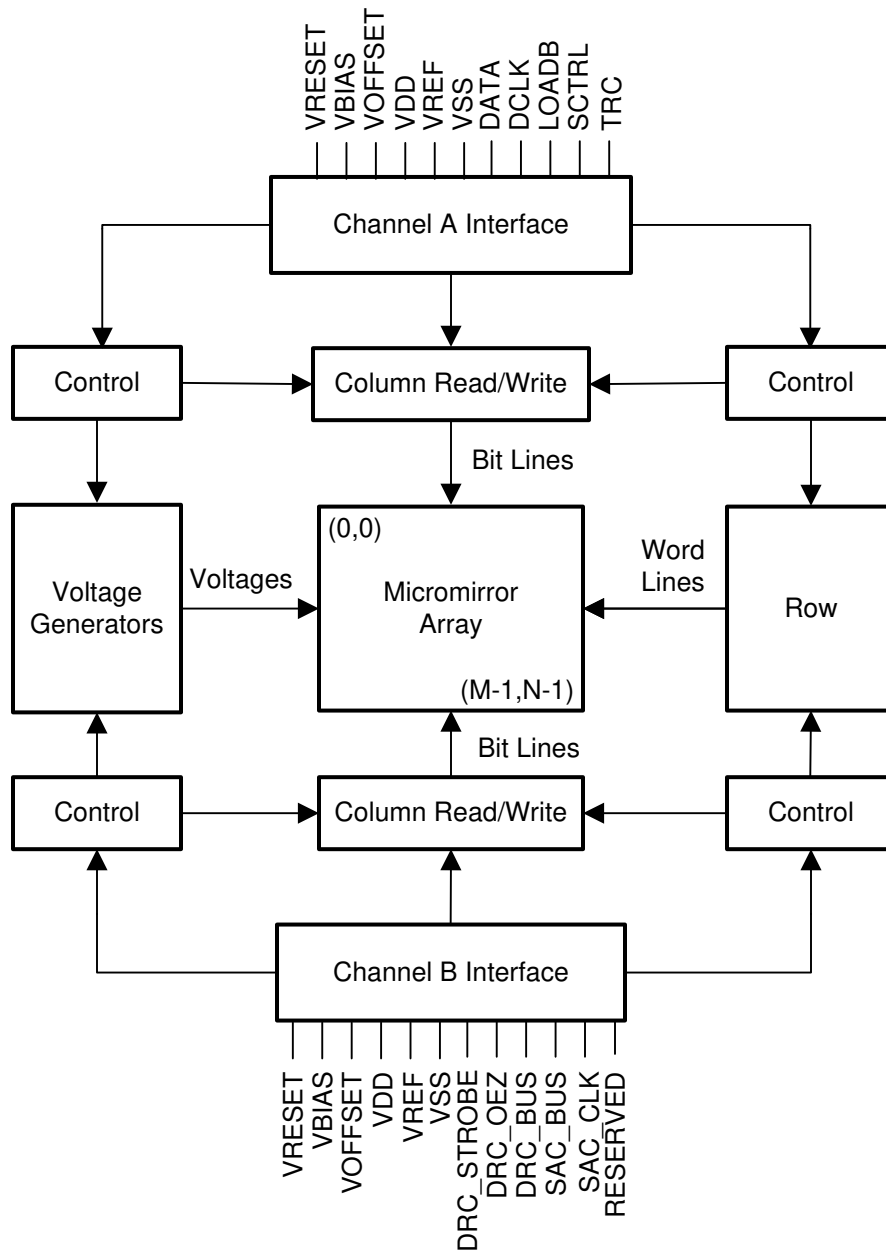 VRESET
VBIAS
VOFFSET
VDD
VREF
VSS
DATA
DCLK
LOADB
SCTRL
TRC
Channel A Interface
Control
Column Read/Write
Control
Bit Lines
(0,0)
Voltage
Generators
Voltages
Micromirror
Array
Word
Lines
Row
(M-1,N-1)
Bit Lines
Control
Column Read/Write
Control
Channel B Interface
VRESET
VBIAS
VOFFSET
VDD
VREF
VSS
DRC_STROBE
DRC_OEZ
DRC_BUS
SAC_BUS
SAC_CLK
RESERVED